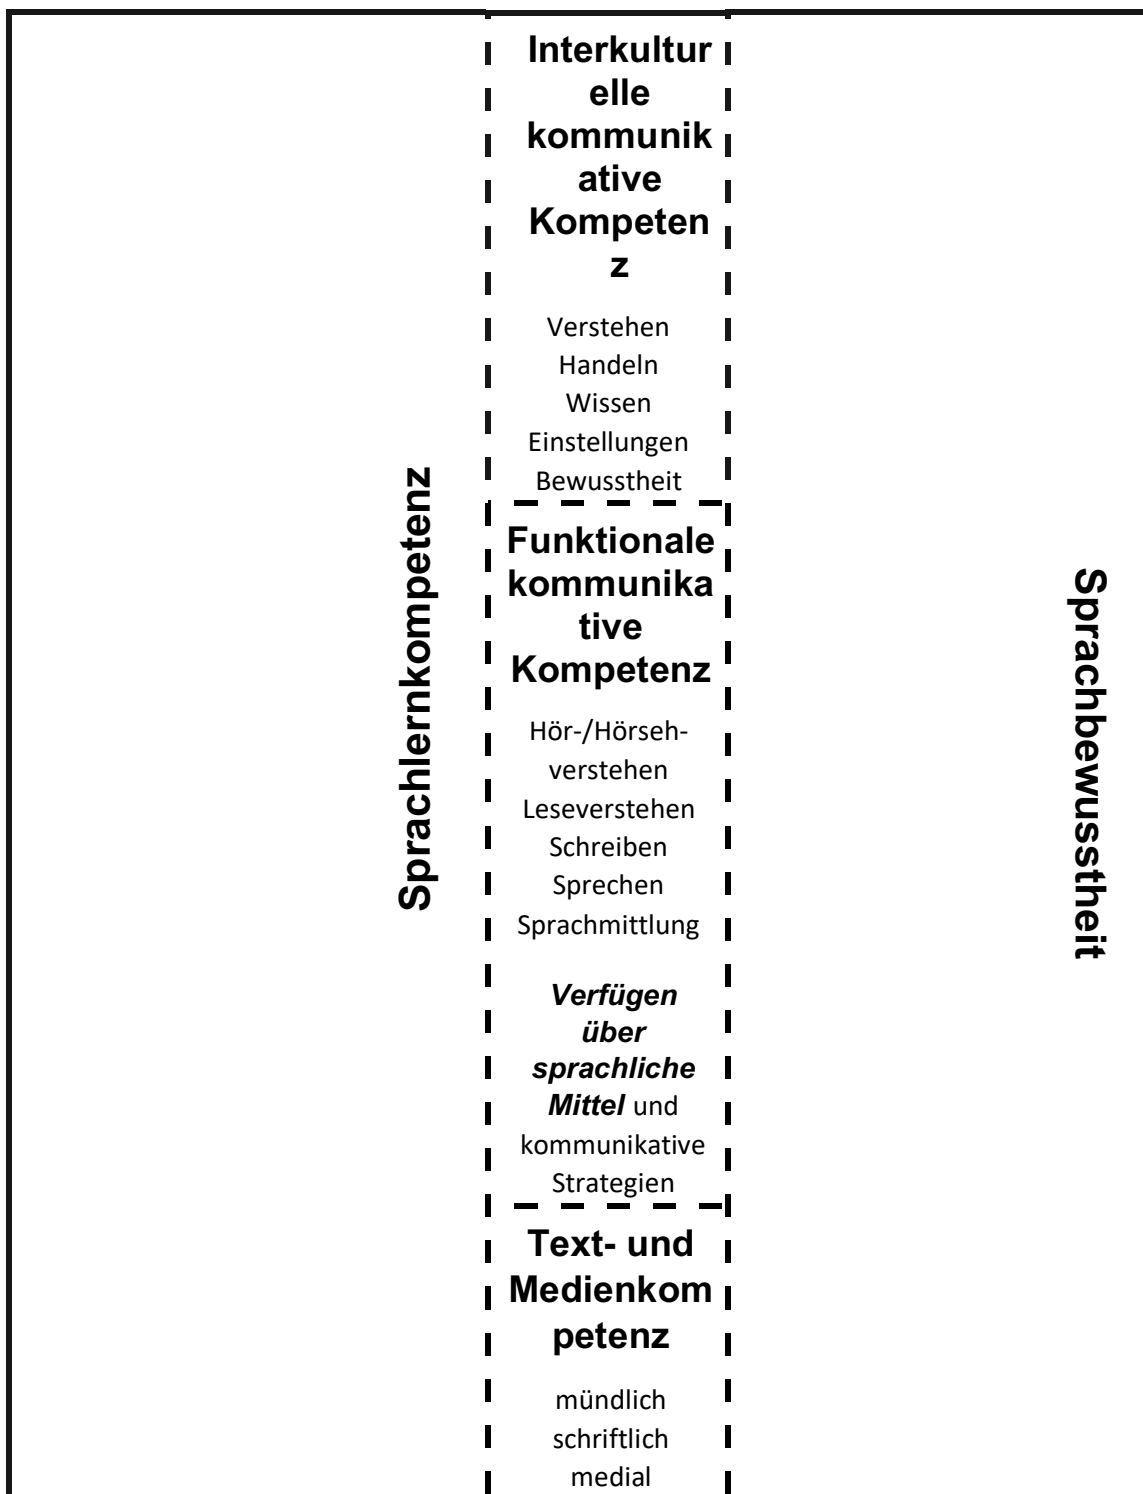 Interkultur
elle
kommunik
ative
Kompeten
z
Verstehen
Handeln
Wissen
Einstellungen
Bewusstheit
Sprachlernkompetenz
Funktionale
kommunika
tive
Kompetenz
Hör-/Hörseh-
verstehen
Leseverstehen
Schreiben
Sprechen
Sprachmittlung
Verfügen
über
sprachliche
Mittel und
kommunikative
Strategien
Sprachbewusstheit
Text- und
Medienkom
petenz
mündlich
schriftlich
medial